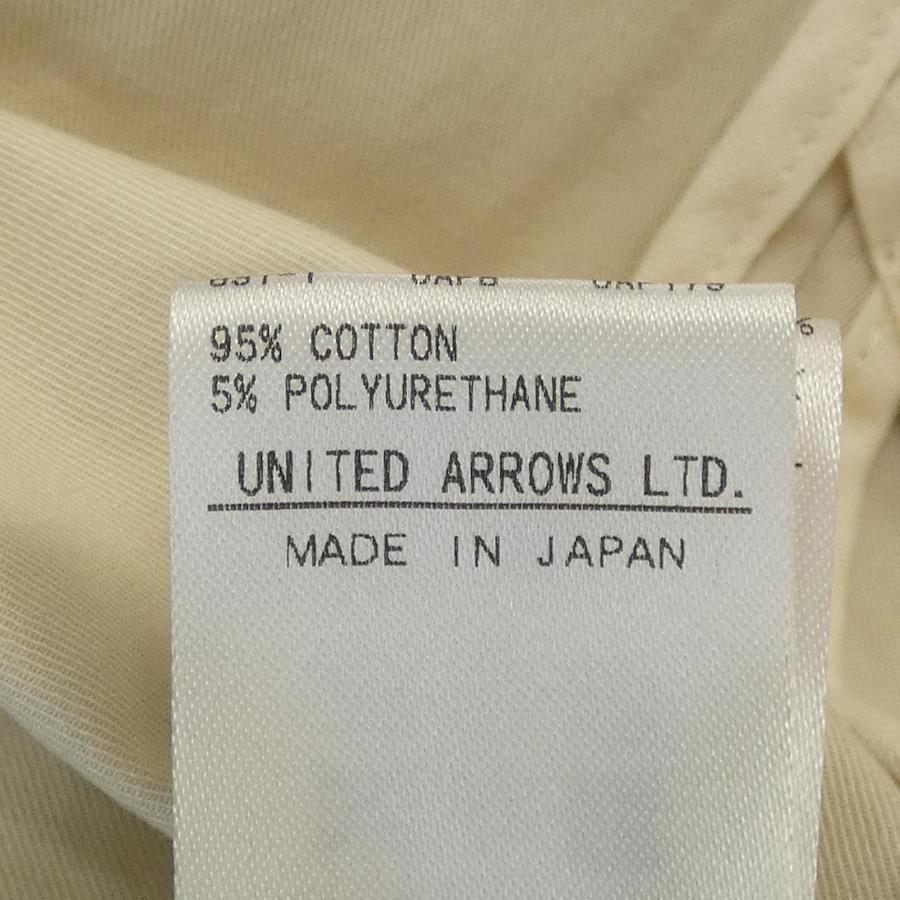 95% COTTON
5% POLYURETHANE
UNITED ARROWS LTD.
MADE IN JAPAN